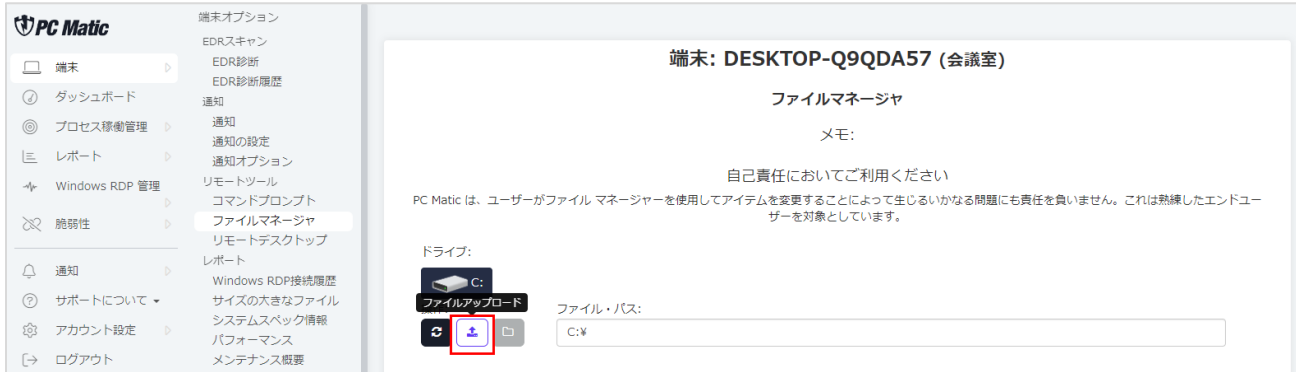 PC Matic
端末
ダッシュボード
プロセス稼働管理
レポート
Windows RDP 管理
脆弱性
通知
サポートについて
アカウント設定
ログアウト
端末オプション
EDRスキャン
EDR診断
EDR診断履歴
通知
通知
通知の設定
通知オプション
リモートツール
コマンドプロンプト
ファイルマネージャ
リモートデスクトップ
レポート
Windows RDP接続履歴
サイズの大きなファイル
システムスペック情報
パフォーマンス
メンテナンス概要
端末: DESKTOP-Q9QDA57 (会議室)
ファイルマネージャ
メモ:
自己責任においてご利用ください
PC Matic は、ユーザーがファイル マネージャーを使用してアイテムを変更することによって生じるいかなる問題にも責任を負いません。これは熟練したエンドユー
ザーを対象としています。
ドライブ:
C:
ファイルアップロード
ファイル・パス:
C:¥